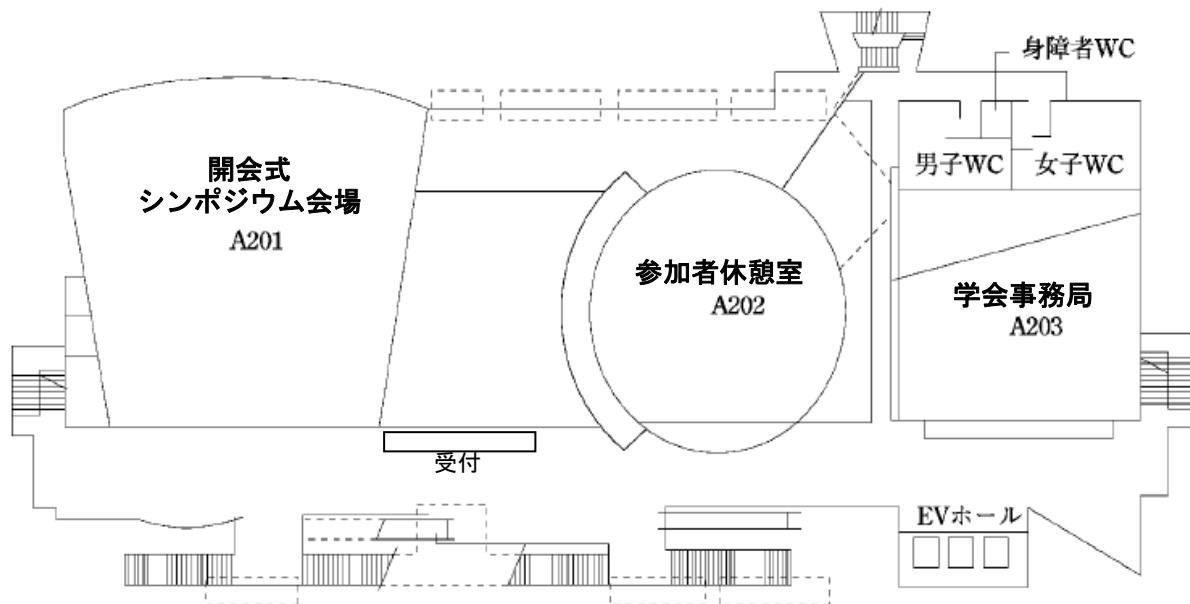 身障者WC
開会式
シンポジウム会場
A201
男子WC
女子WC
参加者休憩室
A202
学会事務局
A203
受付
EVホール